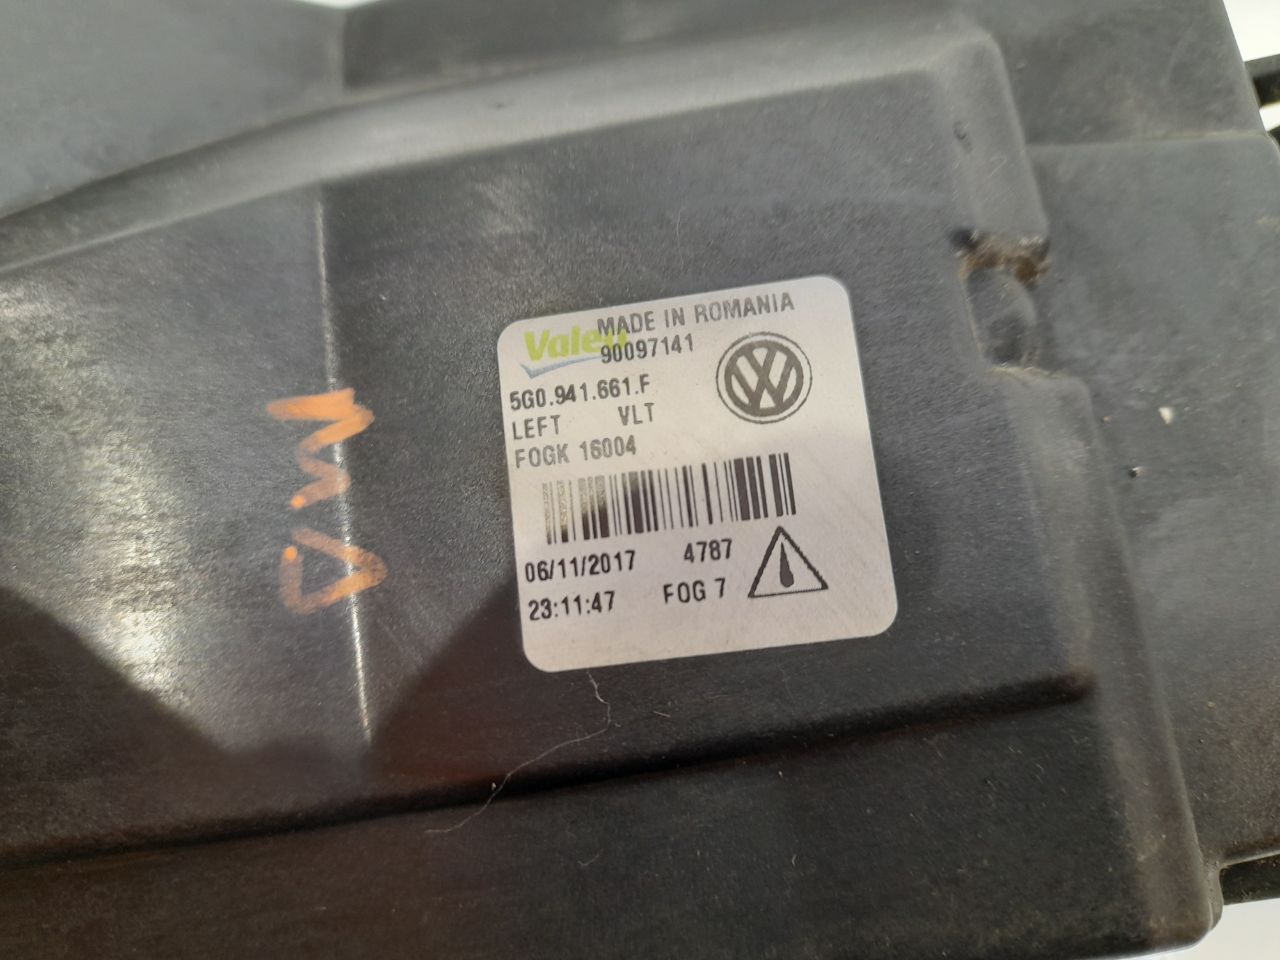 Valeo MADE IN ROMANIA
90097141
5G0.941.661.F
LEFT VLT
FOGK 16004
06/11/2017 4787
23:11:47 FOG 7